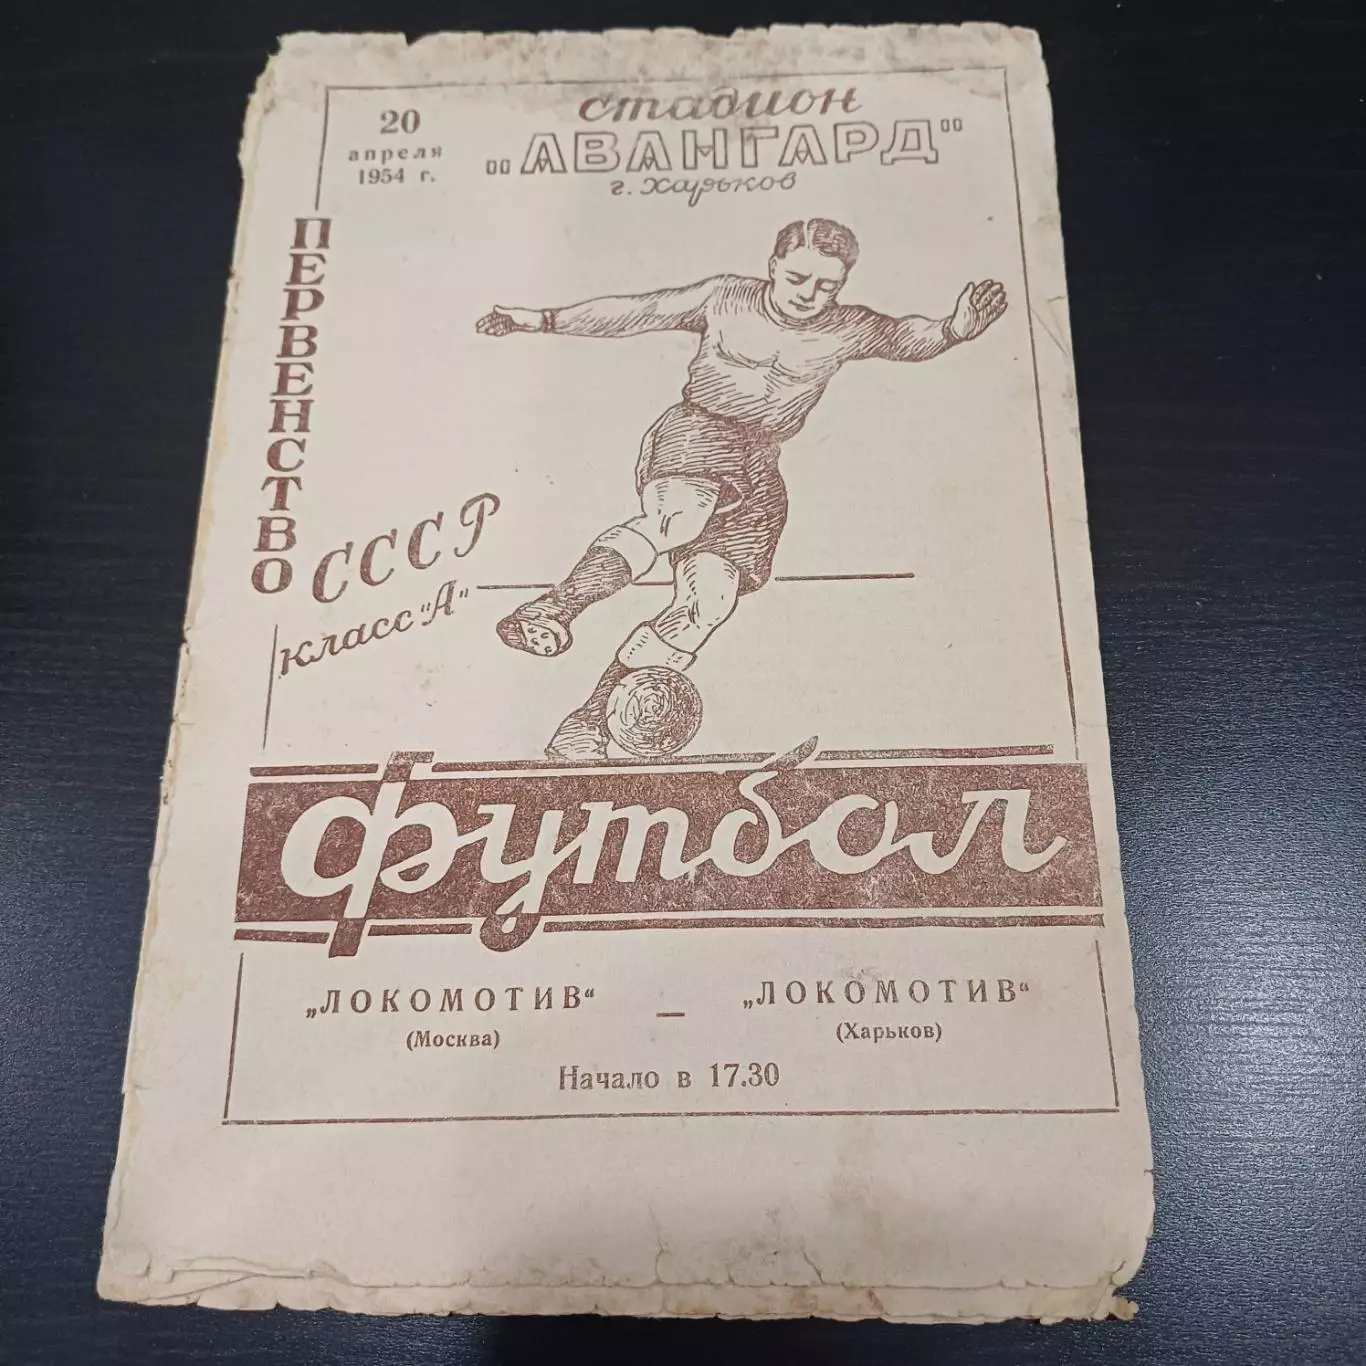 20
апреля
1954 г.
стадион
"АВАНГАРД"
г. Харьков
ПЕРВЕНСТВО
СССР
класс "А"
футбол
„ЛОКОМОТИВ“ — „ЛОКОМОТИВ“
(Москва) (Харьков)
Начало в 17.30